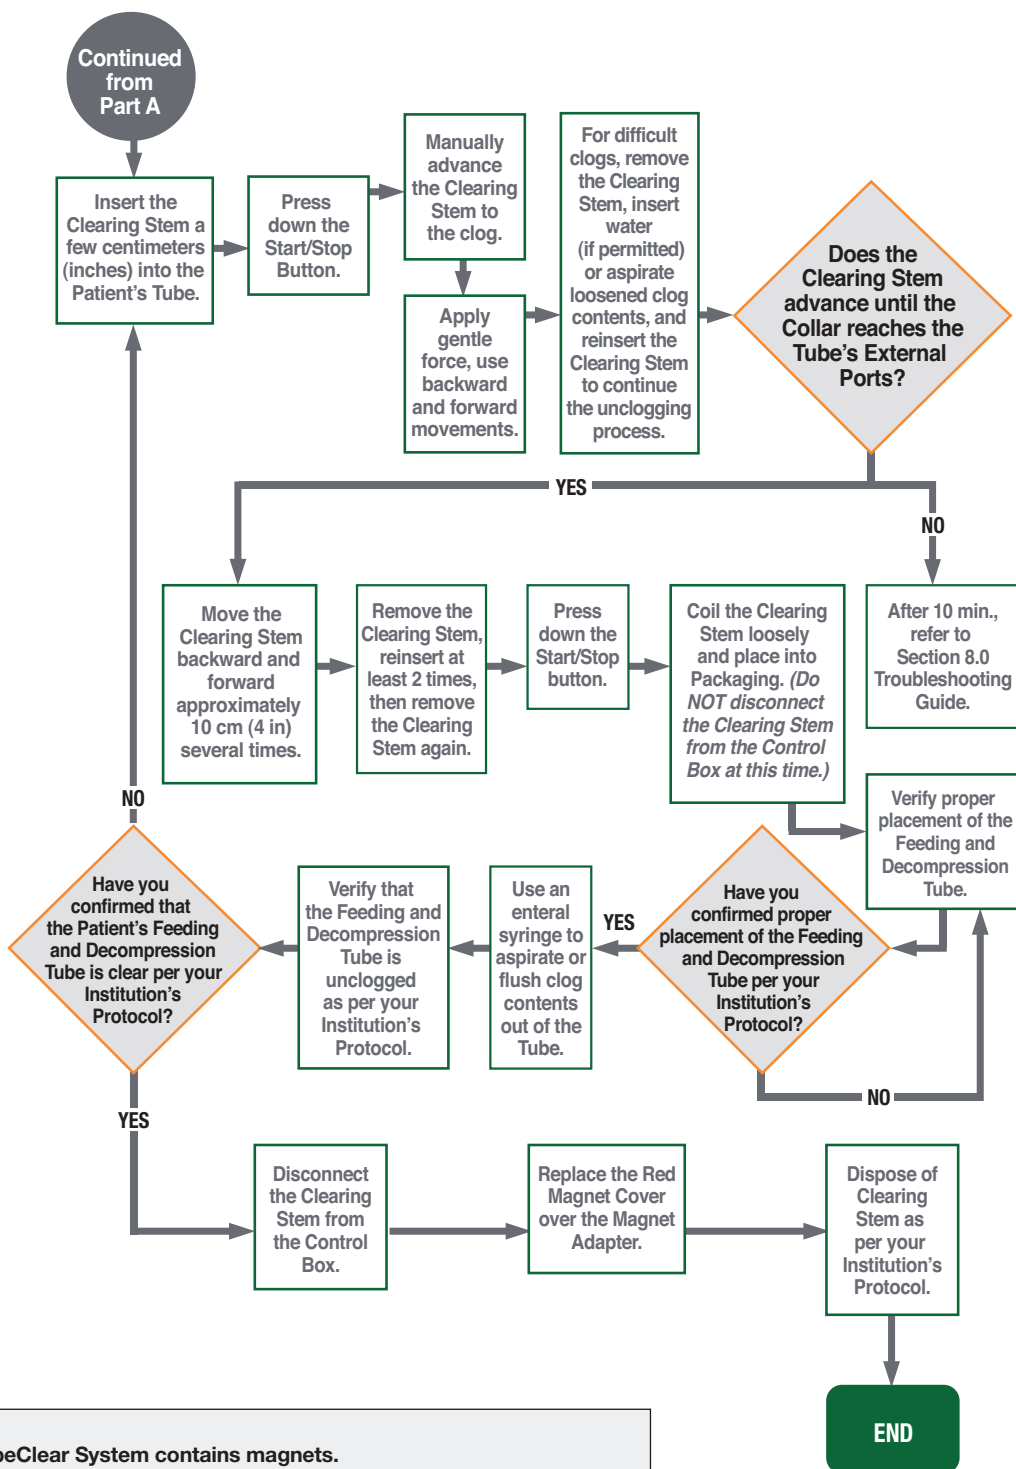 Continued
from
Part A
Insert the
Clearing Stem a
few centimeters
(inches) into the
Patient's Tube.
Press
down the
Start/Stop
Button.
Manually
advance
the Clearing
Stem to
the clog.
Apply
gentle
force, use
backward
and forward
movements.
For difficult
clogs, remove
the Clearing
Stem, insert
water
(if permitted)
or aspirate
loosened clog
contents, and
reinsert the
Clearing Stem
to continue
the unclogging
process.
Does the
Clearing Stem
advance until the
Collar reaches the
Tube's External
Ports?
YES
NO
Move the
Clearing Stem
backward and
forward
approximately
10 cm (4 in)
several times.
Remove the
Clearing Stem,
reinsert at
least 2 times,
then remove
the Clearing
Stem again.
Press
down the
Start/Stop
button.
Coil the Clearing
Stem loosely
and place into
Packaging. (Do
NOT disconnect
the Clearing Stem
from the Control
Box at this time.)
After 10 min.,
refer to
Section 8.0
Troubleshooting
Guide.
Verify proper
placement of the
Feeding and
Decompression
Tube.
Have you
confirmed proper
placement of the Feeding
and Decompression
Tube per your
Institution's
Protocol?
NO
YES
Use an
enteral
syringe to
aspirate or
flush clog
contents
out of the
Tube.
Verify that
the Feeding and
Decompression
Tube is
unclogged
as per your
Institution's
Protocol.
Have you
confirmed that
the Patient's Feeding
and Decompression
Tube is clear per your
Institution's
Protocol?
NO
YES
Disconnect
the Clearing
Stem from
the Control
Box.
Replace the Red
Magnet Cover
over the Magnet
Adapter.
Dispose of
Clearing
Stem as
per your
Institution's
Protocol.
END
beClear System contains magnets.